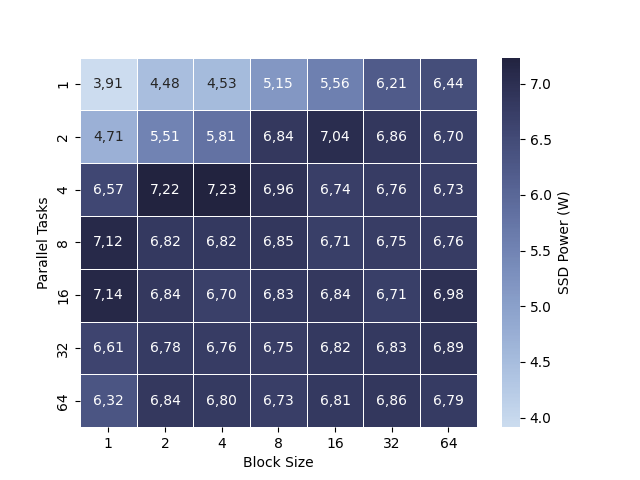 1 3,91 4,48 4,53 5,15 5,56 6,21 6,44
2 4,71 5,51 5,81 6,84 7,04 6,86 6,70
4 6,57 7,22 7,23 6,96 6,74 6,76 6,73
8 7,12 6,82 6,82 6,85 6,71 6,75 6,76
16 7,14 6,84 6,70 6,83 6,84 6,71 6,98
32 6,61 6,78 6,76 6,75 6,82 6,83 6,89
64 6,32 6,84 6,80 6,73 6,81 6,86 6,79
1 2 4 8 16 32 64
Block Size
Parallel Tasks
7.0
6.5
6.0
5.5
5.0
4.5
4.0
SSD Power (W)